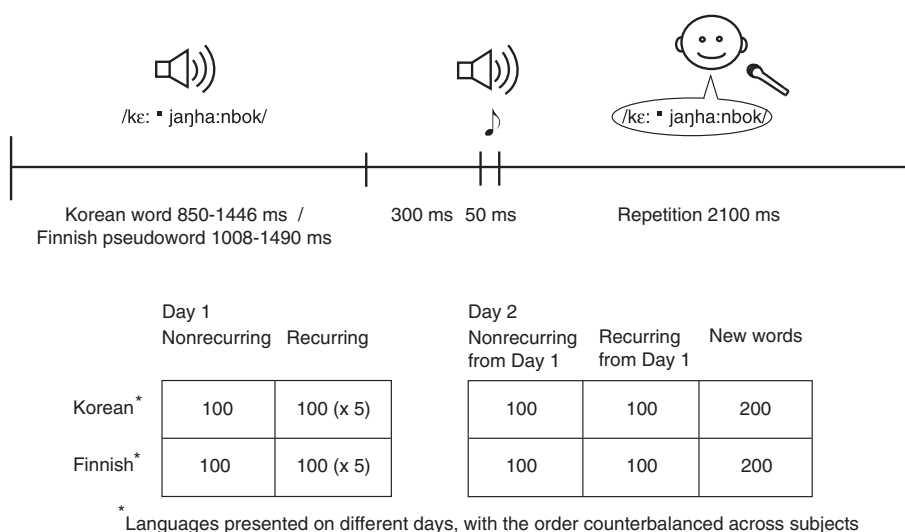 /kɛ: ▪ jaŋha:nbok/
♪
/kɛ: ▪ jaŋha:nbok/
Korean word 850-1446 ms /
Finnish pseudoword 1008-1490 ms
300 ms 50 ms
Repetition 2100 ms
Day 1
Nonrecurring Recurring
Day 2
Nonrecurring from Day 1
Recurring from Day 1
New words
Korean* 100 100 (x 5) 100 100 200
Finnish* 100 100 (x 5) 100 100 200
*Languages presented on different days, with the order counterbalanced across subjects